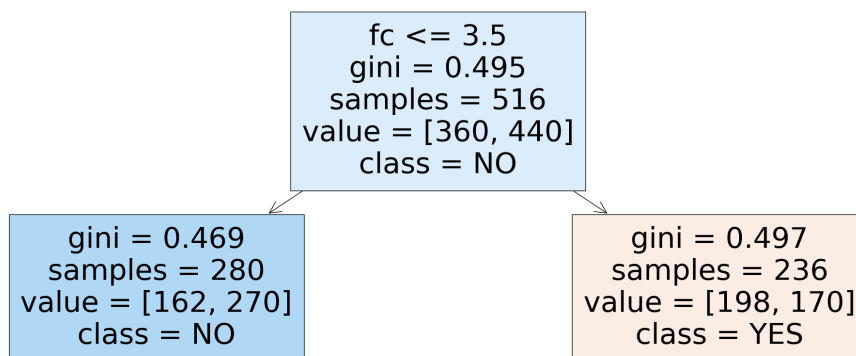 fc <= 3.5
gini = 0.495
samples = 516
value = [360, 440]
class = NO
gini = 0.469
samples = 280
value = [162, 270]
class = NO
gini = 0.497
samples = 236
value = [198, 170]
class = YES